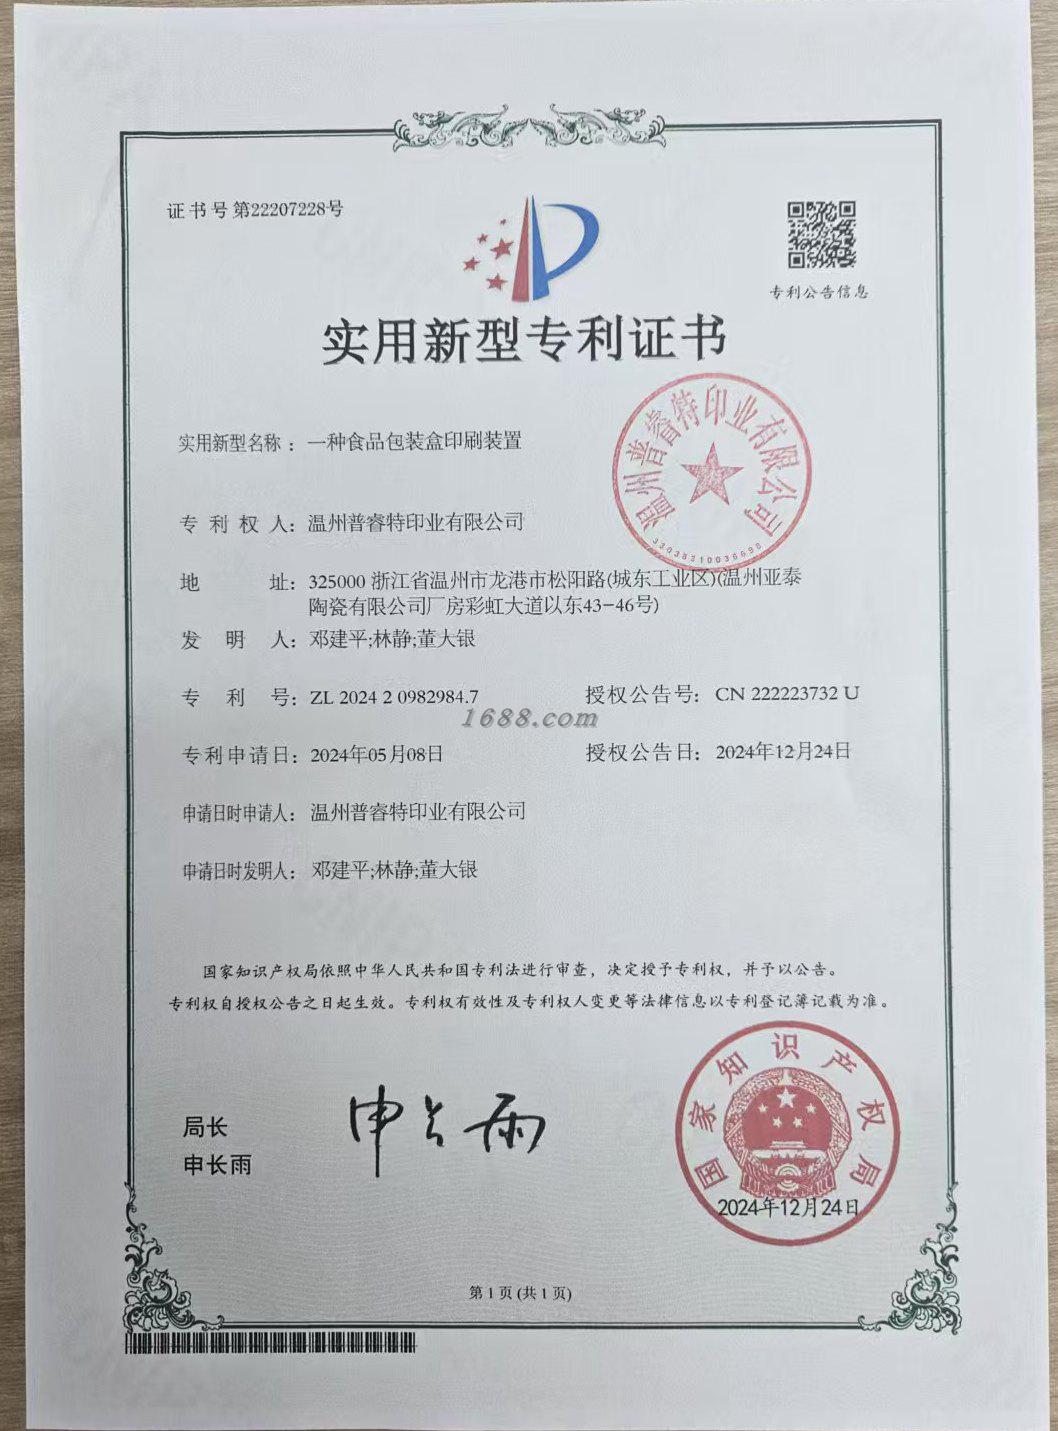 证书号第22207228号
专利公告信息
实用新型专利证书
实用新型名称：一种食品包装盒印刷装置
温州普睿特印业有限公司
专利权人：温州普睿特印业有限公司
地址：325000 浙江省温州市龙港市松阳路(城东工业区)(温州亚泰
陶瓷有限公司厂房彩虹大道以东43-46号)
发明人：邓建平;林静;董大银
专利号：ZL 2024 2 0982984.7 授权公告号：CN 222223732 U
1688.com
专利申请日：2024年05月08日 授权公告日：2024年12月24日
申请日时申请人：温州普睿特印业有限公司
申请日时发明人：邓建平;林静;董大银
国家知识产权局依照中华人民共和国专利法进行审查，决定授予专利权，并予以公告。
专利权自授权公告之日起生效。专利权有效性及专利权人变更等法律信息以专利登记簿记载为准。
局长
申长雨
申长雨
国家知识产权局
2024年12月24日
第1页(共1页)